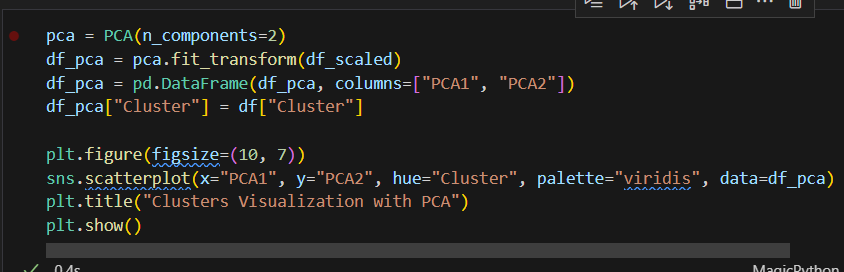 pca = PCA(n_components=2)
df_pca = pca.fit_transform(df_scaled)
df_pca = pd.DataFrame(df_pca, columns=["PCA1", "PCA2"])
df_pca["Cluster"] = df["Cluster"]

plt.figure(figsize=(10, 7))
sns.scatterplot(x="PCA1", y="PCA2", hue="Cluster", palette="viridis", data=df_pca)
plt.title("Clusters Visualization with PCA")
plt.show()
0.4s
MagicPython